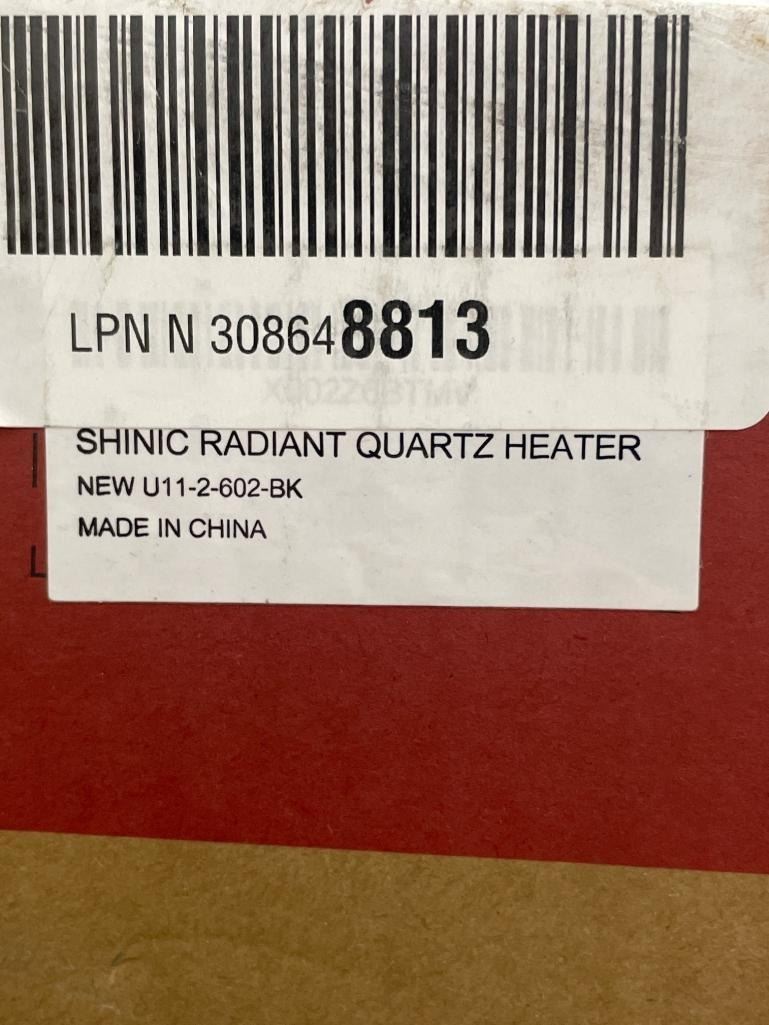 LPN N 308648813
SHINIC RADIANT QUARTZ HEATER
NEW U11-2-602-BK
MADE IN CHINA